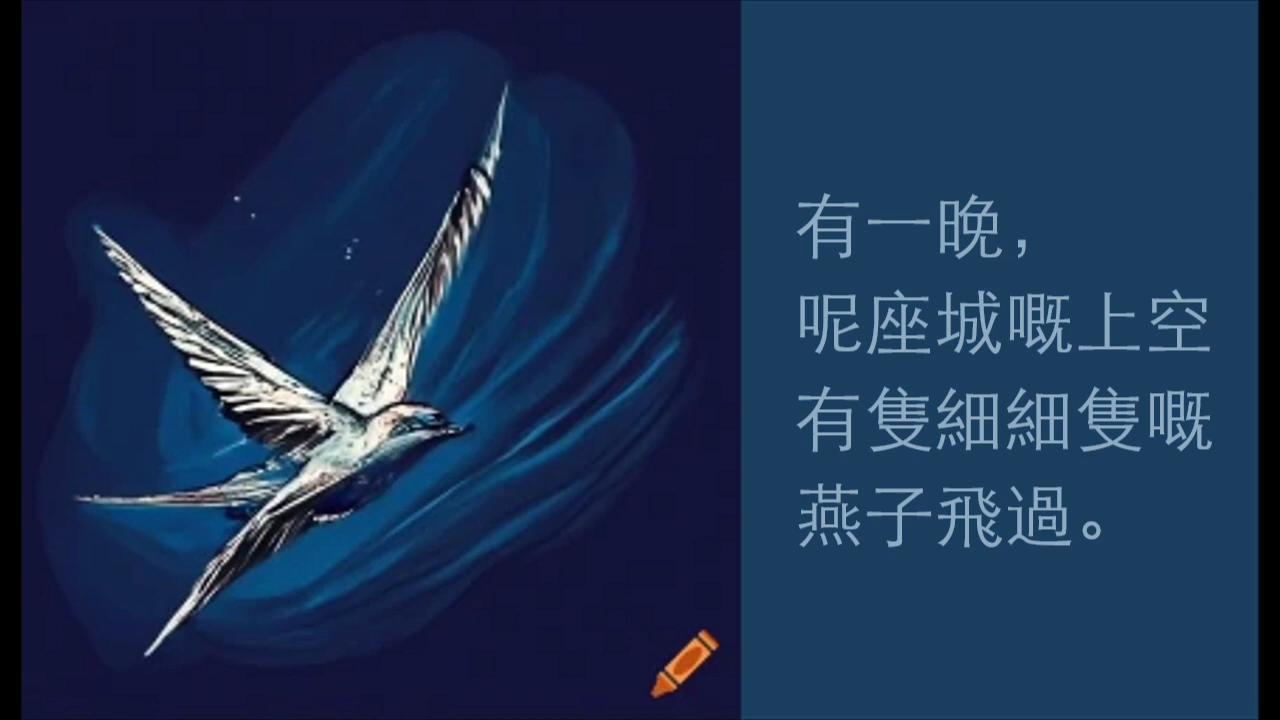 有一晚，
呢座城嘅上空
有隻細細隻嘅
燕子飛過。